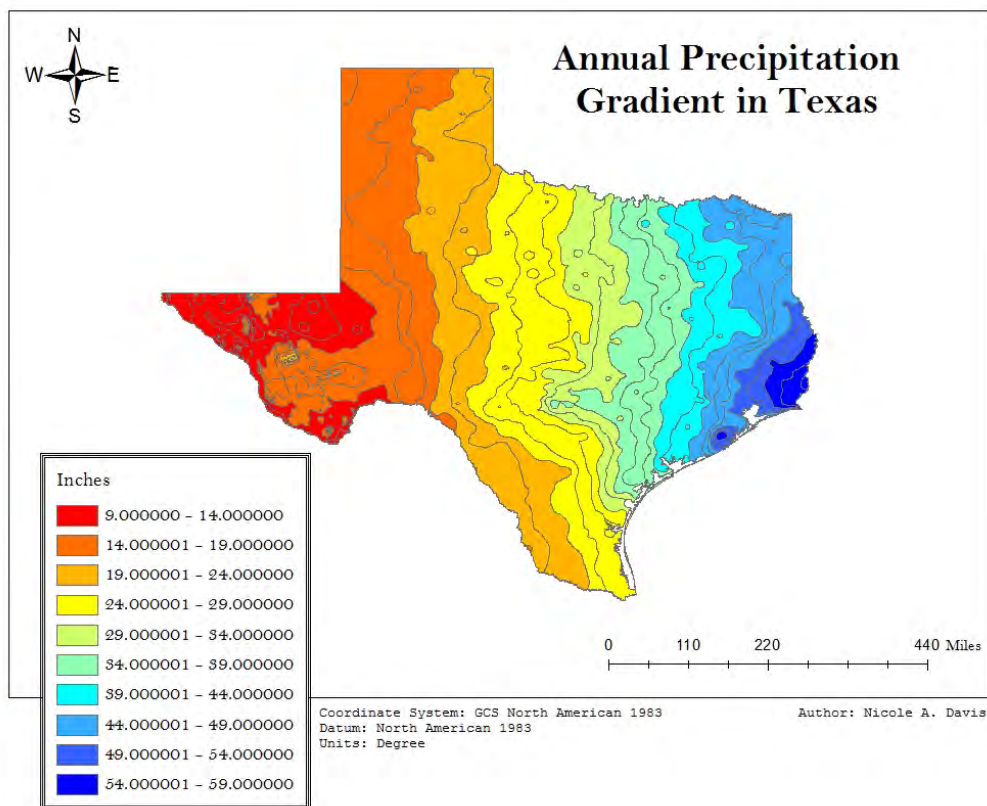 Annual Precipitation
Gradient in Texas
N
W E
S
Inches
9.000000 - 14.000000
14.000001 - 19.000000
19.000001 - 24.000000
24.000001 - 29.000000
29.000001 - 34.000000
34.000001 - 39.000000
39.000001 - 44.000000
44.000001 - 49.000000
49.000001 - 54.000000
54.000001 - 59.000000
0 110 220 440 Miles
Coordinate System: GCS North American 1983
Datum: North American 1983
Units: Degree
Author: Nicole A. Davis